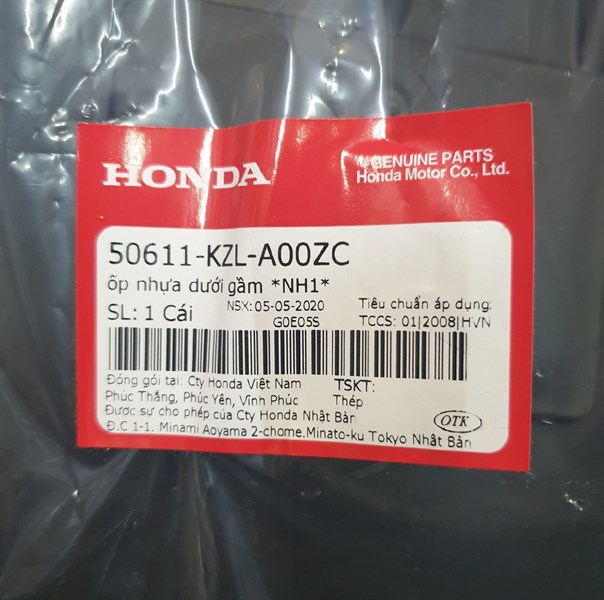 HONDA
GENUINE PARTS
Honda Motor Co., Ltd.
50611-KZL-A00ZC
ốp nhựa dưới gầm *NH1*
SL: 1 Cái
NSX: 05-05-2020
G0E05S
Tiêu chuẩn áp dụng:
TCCS: 01|2008|HVN
Đóng gói tại: Cty Honda Việt Nam
Phúc Thắng, Phúc Yên, Vĩnh Phúc
TSKT:
Thép
Được sự cho phép của Cty Honda Nhật Bản
Đ.C 1-1. Minami Aoyama 2-chome.Minato-ku Tokyo Nhật Bản
OTK